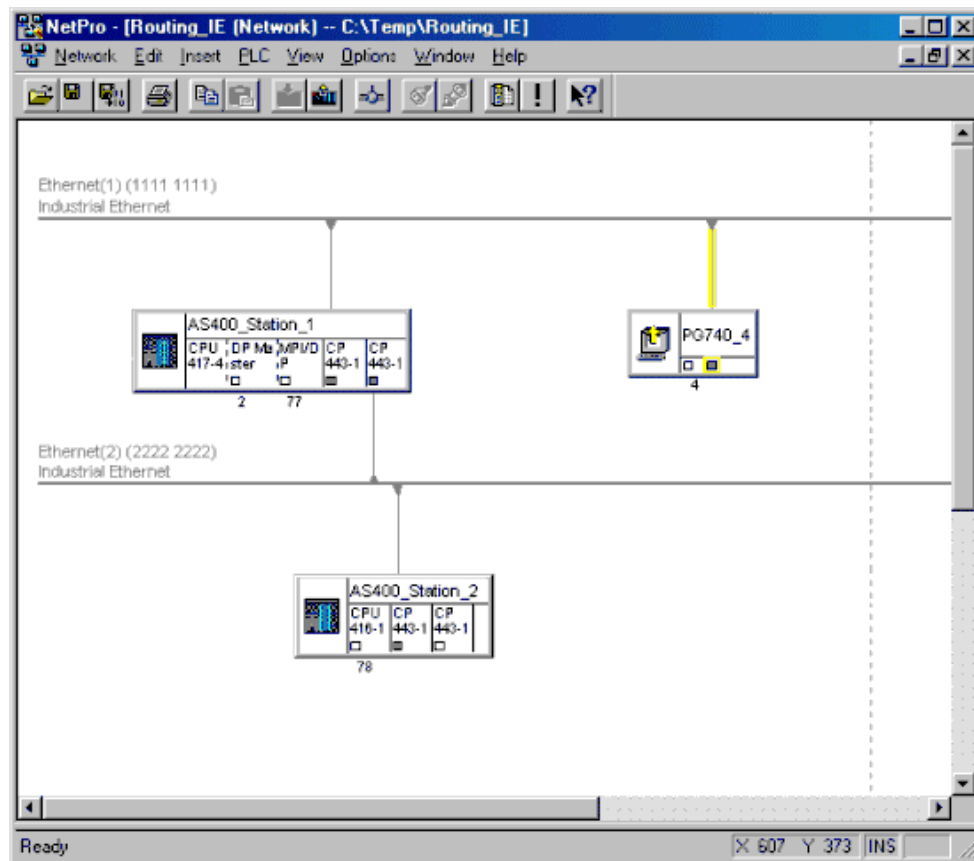 NetPro - [Routing_IE (Network) -- C:\Temp\Routing_IE]
Network Edit Insert PLC View Options Window Help
Ethernet(1) (1111 1111)
Industrial Ethernet
AS400_Station_1
CPU DP Ma MPI/D CP CP
417-4 ster P 443-1 443-1
2 77
PG740_4
4
Ethernet(2) (2222 2222)
Industrial Ethernet
AS400_Station_2
CPU CP CP
416-1 443-1 443-1
78
Ready X 607 Y 373 INS